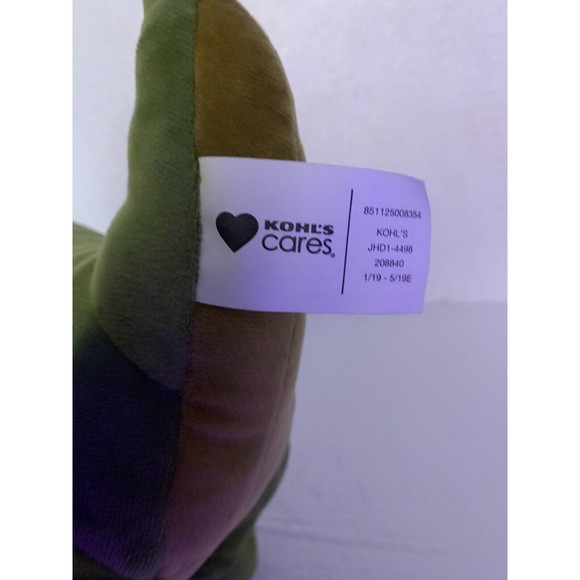 KOHL'S
cares®
851125008354
KOHL'S
JHD1-4498
208840
1/19 - 5/19E